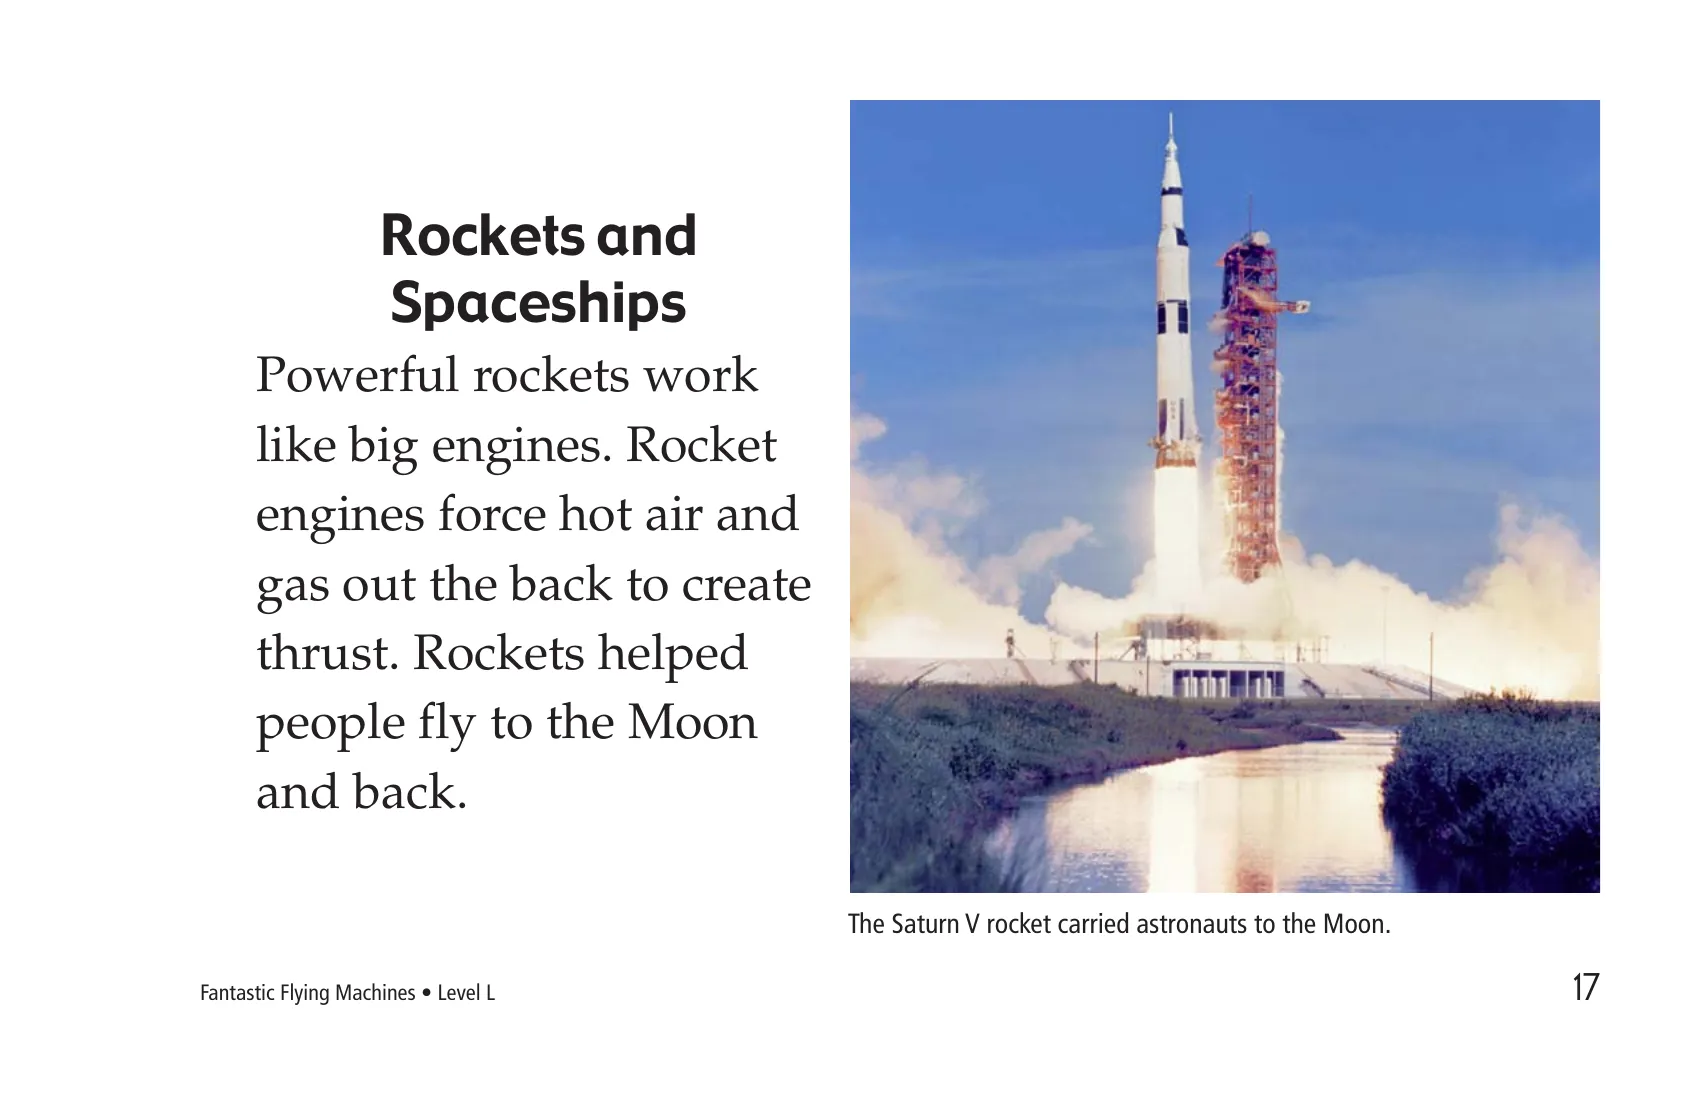 Rockets and
Spaceships
Powerful rockets work
like big engines. Rocket
engines force hot air and
gas out the back to create
thrust. Rockets helped
people fly to the Moon
and back.
The Saturn V rocket carried astronauts to the Moon.
Fantastic Flying Machines • Level L
17